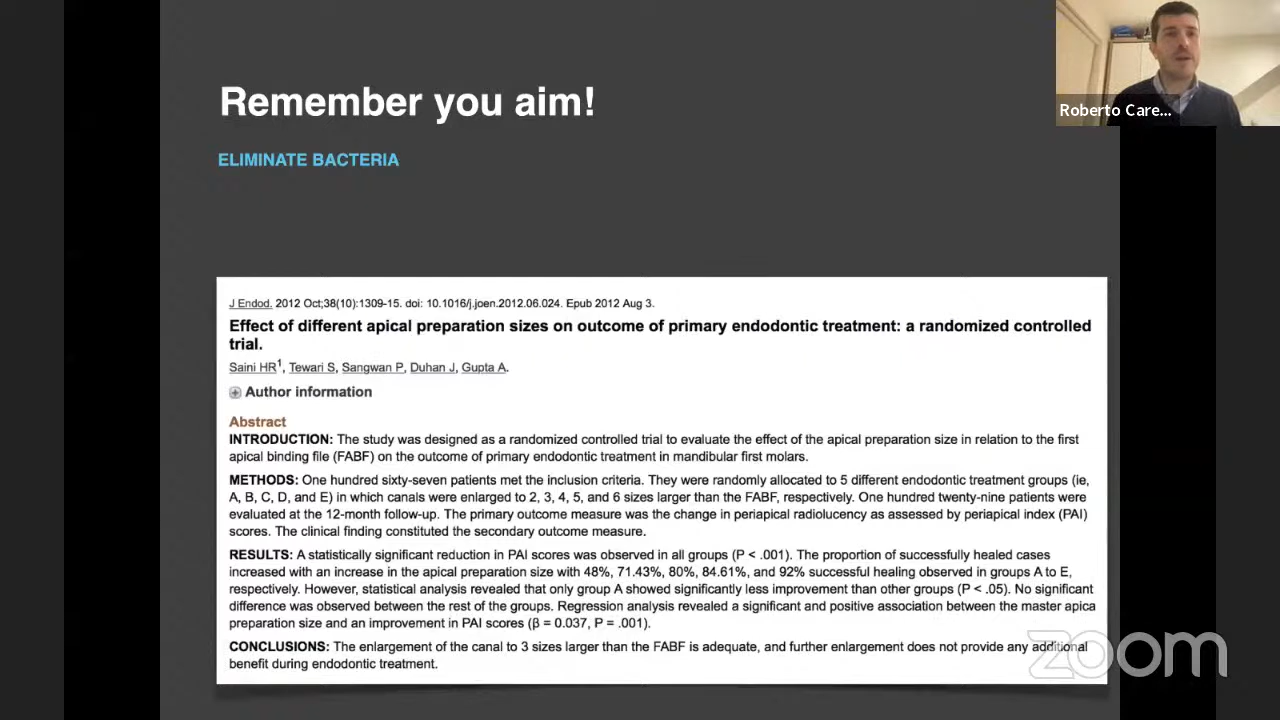 Remember you aim!
ELIMINATE BACTERIA
Roberto Care...
J Endod. 2012 Oct;38(10):1309-15. doi: 10.1016/j.joen.2012.06.024. Epub 2012 Aug 3.
Effect of different apical preparation sizes on outcome of primary endodontic treatment: a randomized controlled
trial.
Saini HR1, Tewari S, Sangwan P, Duhan J, Gupta A.
Author information
Abstract
INTRODUCTION: The study was designed as a randomized controlled trial to evaluate the effect of the apical preparation size in relation to the first
apical binding file (FABF) on the outcome of primary endodontic treatment in mandibular first molars.
METHODS: One hundred sixty-seven patients met the inclusion criteria. They were randomly allocated to 5 different endodontic treatment groups (ie,
A, B, C, D, and E) in which canals were enlarged to 2, 3, 4, 5, and 6 sizes larger than the FABF, respectively. One hundred twenty-nine patients were
evaluated at the 12-month follow-up. The primary outcome measure was the change in periapical radiolucency as assessed by periapical index (PAI)
scores. The clinical finding constituted the secondary outcome measure.
RESULTS: A statistically significant reduction in PAI scores was observed in all groups (P < .001). The proportion of successfully healed cases
increased with an increase in the apical preparation size with 48%, 71.43%, 80%, 84.61%, and 92% successful healing observed in groups A to E,
respectively. However, statistical analysis revealed that only group A showed significantly less improvement than other groups (P < .05). No significant
difference was observed between the rest of the groups. Regression analysis revealed a significant and positive association between the master apica
preparation size and an improvement in PAI scores (β = 0.037, P = .001).
CONCLUSIONS: The enlargement of the canal to 3 sizes larger than the FABF is adequate, and further enlargement does not provide any additional
benefit during endodontic treatment.
zoom